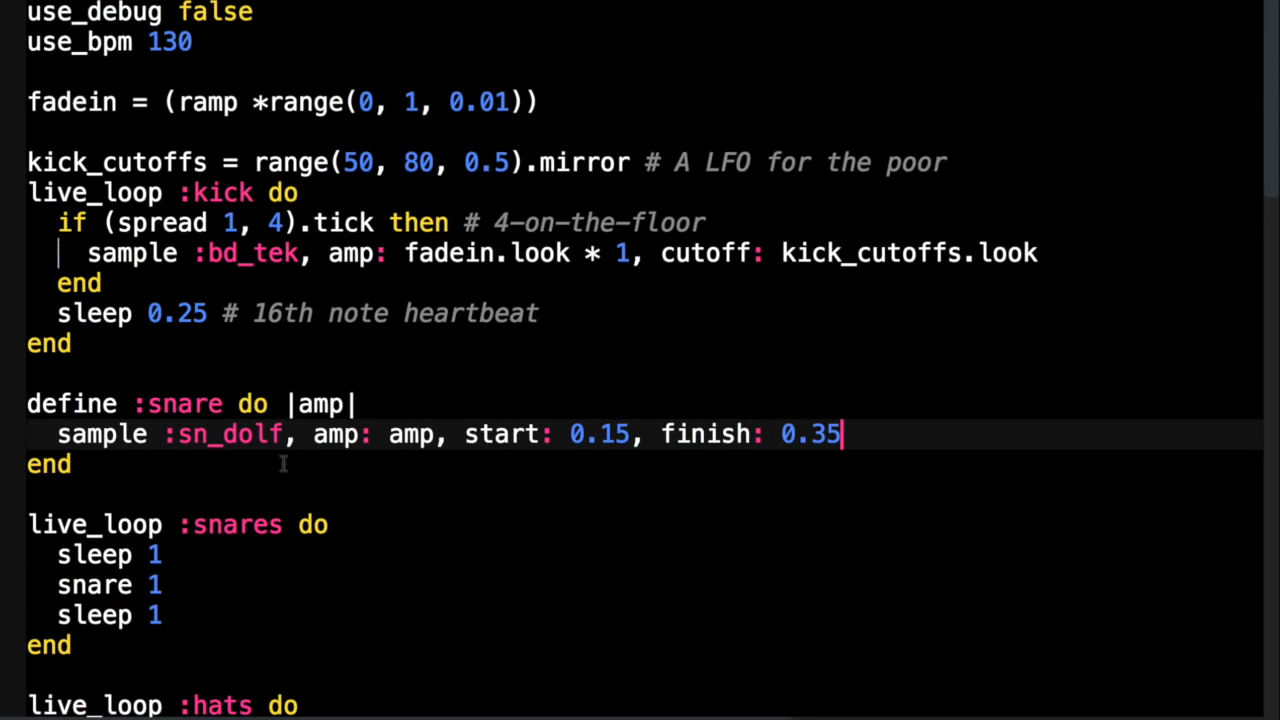 use_debug false
use_bpm 130
fadein = (ramp *range(0, 1, 0.01))
kick_cutoffs = range(50, 80, 0.5).mirror # A LFO for the poor
live_loop :kick do
if (spread 1, 4).tick then # 4-on-the-floor
sample :bd_tek, amp: fadein.look * 1, cutoff: kick_cutoffs.look
end
sleep 0.25 # 16th note heartbeat
end
define :snare do |amp|
sample :sn_dolf, amp: amp, start: 0.15, finish: 0.35
end
live_loop :snares do
sleep 1
snare 1
sleep 1
end
live_loop :hats do